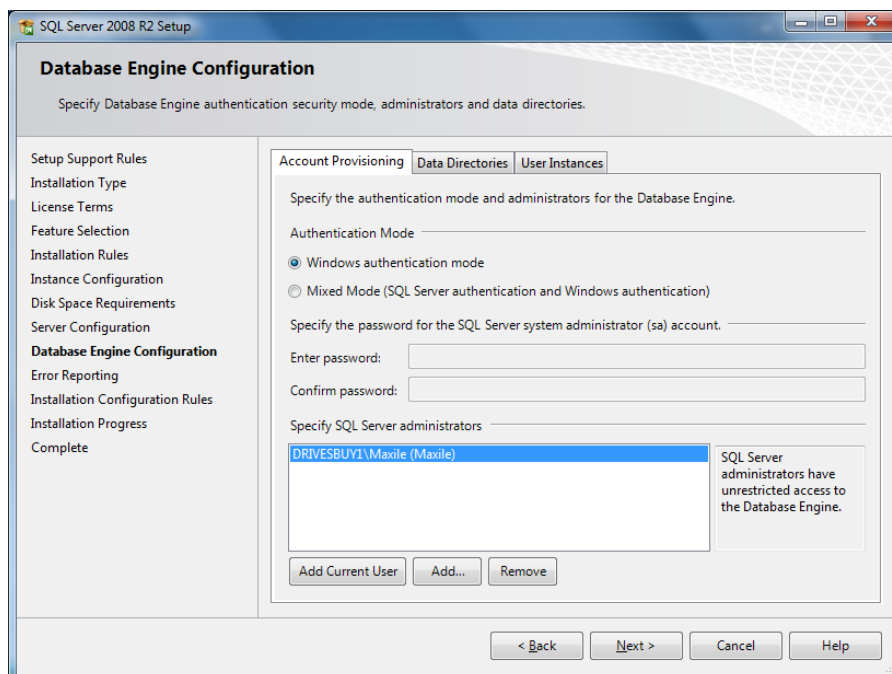 SQL Server 2008 R2 Setup
Database Engine Configuration
Specify Database Engine authentication security mode, administrators and data directories.
Setup Support Rules
Installation Type
License Terms
Feature Selection
Installation Rules
Instance Configuration
Disk Space Requirements
Server Configuration
Database Engine Configuration
Error Reporting
Installation Configuration Rules
Installation Progress
Complete
Account Provisioning Data Directories User Instances
Specify the authentication mode and administrators for the Database Engine.
Authentication Mode
Windows authentication mode
Mixed Mode (SQL Server authentication and Windows authentication)
Specify the password for the SQL Server system administrator (sa) account.
Enter password:
Confirm password:
Specify SQL Server administrators
DRIVESBUY1\Maxile (Maxile)
SQL Server
administrators have
unrestricted access to
the Database Engine.
Add Current User Add... Remove
< Back Next > Cancel Help